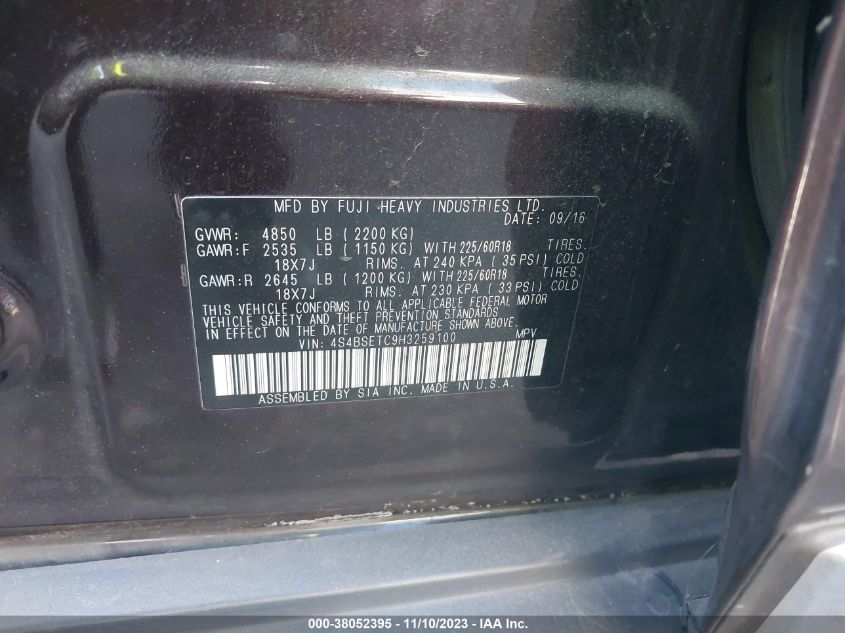 MFD BY FUJI HEAVY INDUSTRIES LTD.
DATE: 09/16
GVWR: 4850 LB ( 2200 KG)
GAWR:F 2535 LB ( 1150 KG) WITH 225/60R18 TIRES.
18X7J RIMS. AT 240 KPA ( 35 PSI) COLD
GAWR:R 2645 LB ( 1200 KG) WITH 225/60R18 TIRES.
18X7J RIMS. AT 230 KPA ( 33 PSI) COLD
THIS VEHICLE CONFORMS TO ALL APPLICABLE FEDERAL MOTOR
VEHICLE SAFETY AND THEFT PREVENTION STANDARDS
IN EFFECT ON THE DATE OF MANUFACTURE SHOWN ABOVE.
VIN: 4S4BSETC9H3259100 MPV
ASSEMBLED BY SIA INC. MADE IN U.S.A.
000-38052395 - 11/10/2023 - IAA Inc.